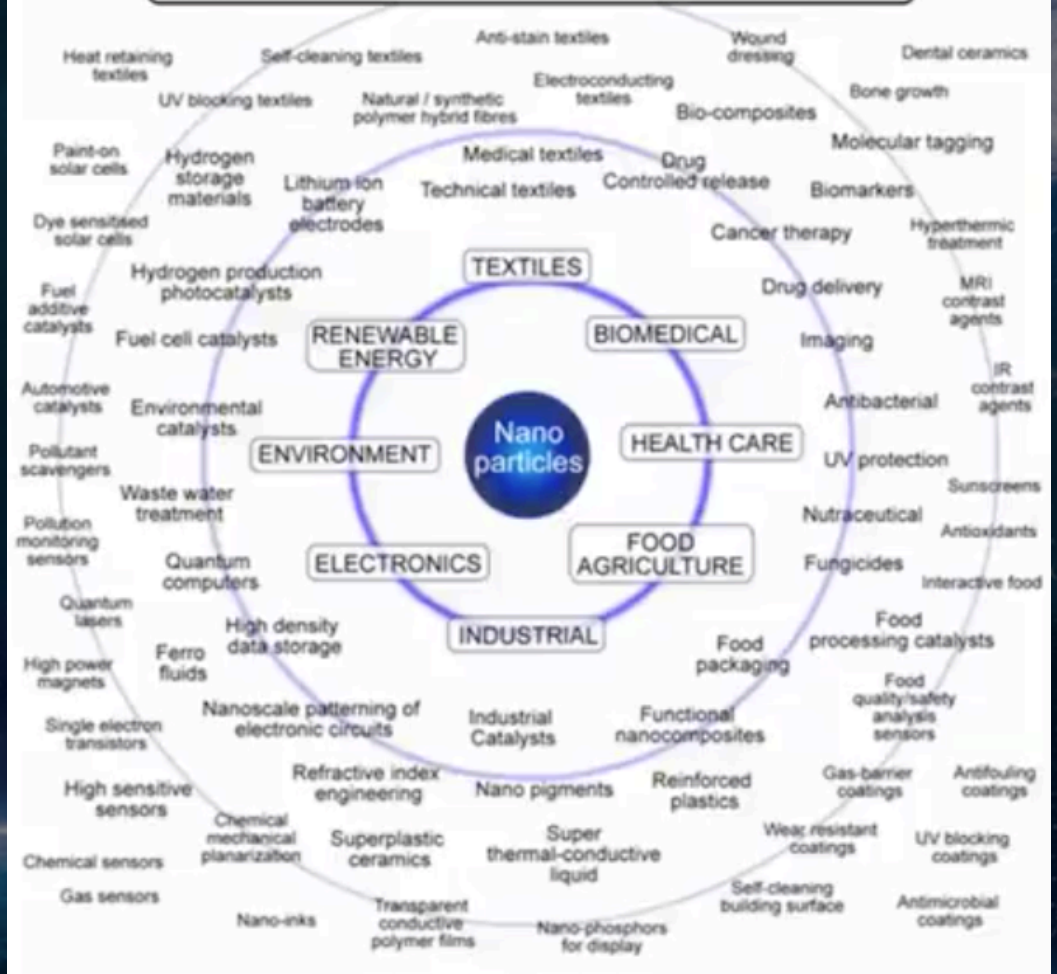 Anti-stain textiles
Wound
dressing
Dental ceramics
Heat retaining
textiles
Self-cleaning textiles
Electroconducting
textiles
Bone growth
UV blocking textiles
Natural / synthetic
polymer hybrid fibres
Bio-composites
Molecular tagging
Paint-on
solar cells
Hydrogen
storage
materials
Medical textiles
Drug
Controlled release
Lithium ion
battery
electrodes
Technical textiles
Biomarkers
Dye sensitised
solar cells
Cancer therapy
Hyperthermic
treatment
Hydrogen production
photocatalysts
TEXTILES
Drug delivery
MRI
contrast
agents
Fuel
additive
catalysts
Fuel cell catalysts
RENEWABLE
ENERGY
BIOMEDICAL
Imaging
IR
contrast
agents
Automotive
catalysts
Environmental
catalysts
Antibacterial
Nano
particles
ENVIRONMENT
HEALTH CARE
Pollutant
scavengers
UV protection
Sunscreens
Waste water
treatment
Nutraceutical
Antioxidants
Pollution
monitoring
sensors
Quantum
computers
ELECTRONICS
FOOD
AGRICULTURE
Fungicides
Interactive food
Quantum
lasers
High density
data storage
INDUSTRIAL
Food
packaging
Food
processing catalysts
High power
magnets
Ferro
fluids
Food
quality/safety
analysis
sensors
Single electron
transistors
Nanoscale patterning of
electronic circuits
Industrial
Catalysts
Functional
nanocomposites
High sensitive
sensors
Refractive index
engineering
Nano pigments
Reinforced
plastics
Gas-barrier
coatings
Antifouling
coatings
Chemical
mechanical
planarization
Superplastic
ceramics
Super
thermal-conductive
liquid
Wear resistant
coatings
UV blocking
coatings
Chemical sensors
Gas sensors
Nano-inks
Transparent
conductive
polymer films
Nano-phosphors
for display
Self-cleaning
building surface
Antimicrobial
coatings